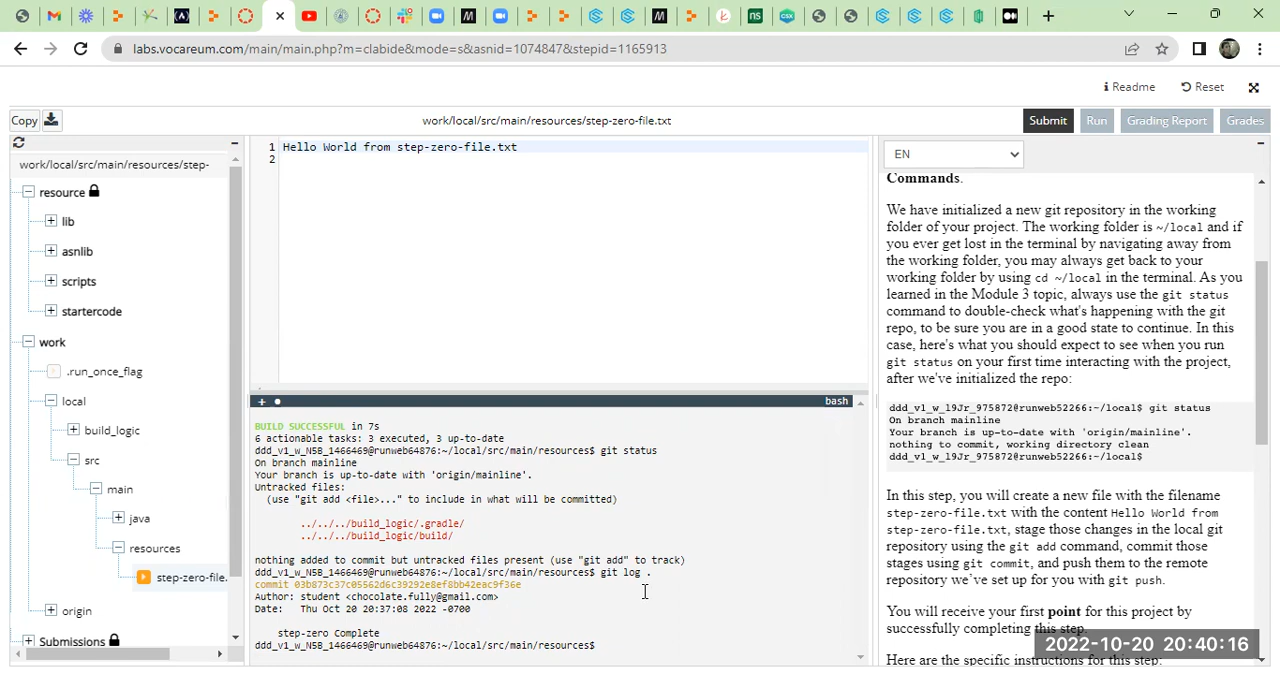 labs.vocareum.com/main/main.php?m=clabide&mode=s&asnid=1074847&stepid=1165913
Readme
Reset
Copy
work/local/src/main/resources/step-zero-file.txt
Submit
Run
Grading Report
Grades
work/local/src/main/resources/step-
resource
lib
asnlib
scripts
startercode
work
.run_once_flag
local
build_logic
src
main
java
resources
step-zero-file.
origin
Submissions
1 Hello World from step-zero-file.txt
2
bash
BUILD SUCCESSFUL in 7s
6 actionable tasks: 3 executed, 3 up-to-date
ddd_v1_w_N5B_1466469@runweb64876:~/local/src/main/resources$ git status
On branch mainline
Your branch is up-to-date with 'origin/mainline'.
Untracked files:
(use "git add <file>..." to include in what will be committed)
../../../build_logic/.gradle/
../../../build_logic/build/
nothing added to commit but untracked files present (use "git add" to track)
ddd_v1_w_N5B_1466469@runweb64876:~/local/src/main/resources$ git log .
commit 03b873c37c05562d6c39292e8ef8bb42eac9f36e
Author: student <chocolate.fully@gmail.com>
Date: Thu Oct 20 20:37:08 2022 -0700
step-zero Complete
ddd_v1_w_N5B_1466469@runweb64876:~/local/src/main/resources$
EN
Commands.
We have initialized a new git repository in the working
folder of your project. The working folder is ~/local and if
you ever get lost in the terminal by navigating away from
the working folder, you may always get back to your
working folder by using cd ~/local in the terminal. As you
learned in the Module 3 topic, always use the git status
command to double-check what's happening with the git
repo, to be sure you are in a good state to continue. In this
case, here's what you should expect to see when you run
git status on your first time interacting with the project,
after we've initialized the repo:
ddd_v1_w_l9Jr_975872@runweb52266:~/local$ git status
On branch mainline
Your branch is up-to-date with 'origin/mainline'.
nothing to commit, working directory clean
ddd_v1_w_l9Jr_975872@runweb52266:~/local$
In this step, you will create a new file with the filename
step-zero-file.txt with the content Hello World from
step-zero-file.txt, stage those changes in the local git
repository using the git add command, commit those
stages using git commit, and push them to the remote
repository we`ve set up for you with git push.
You will receive your first point for this project by
successfully completing this step.
Here are the specific instructions for this step:
2022-10-20 20:40:16